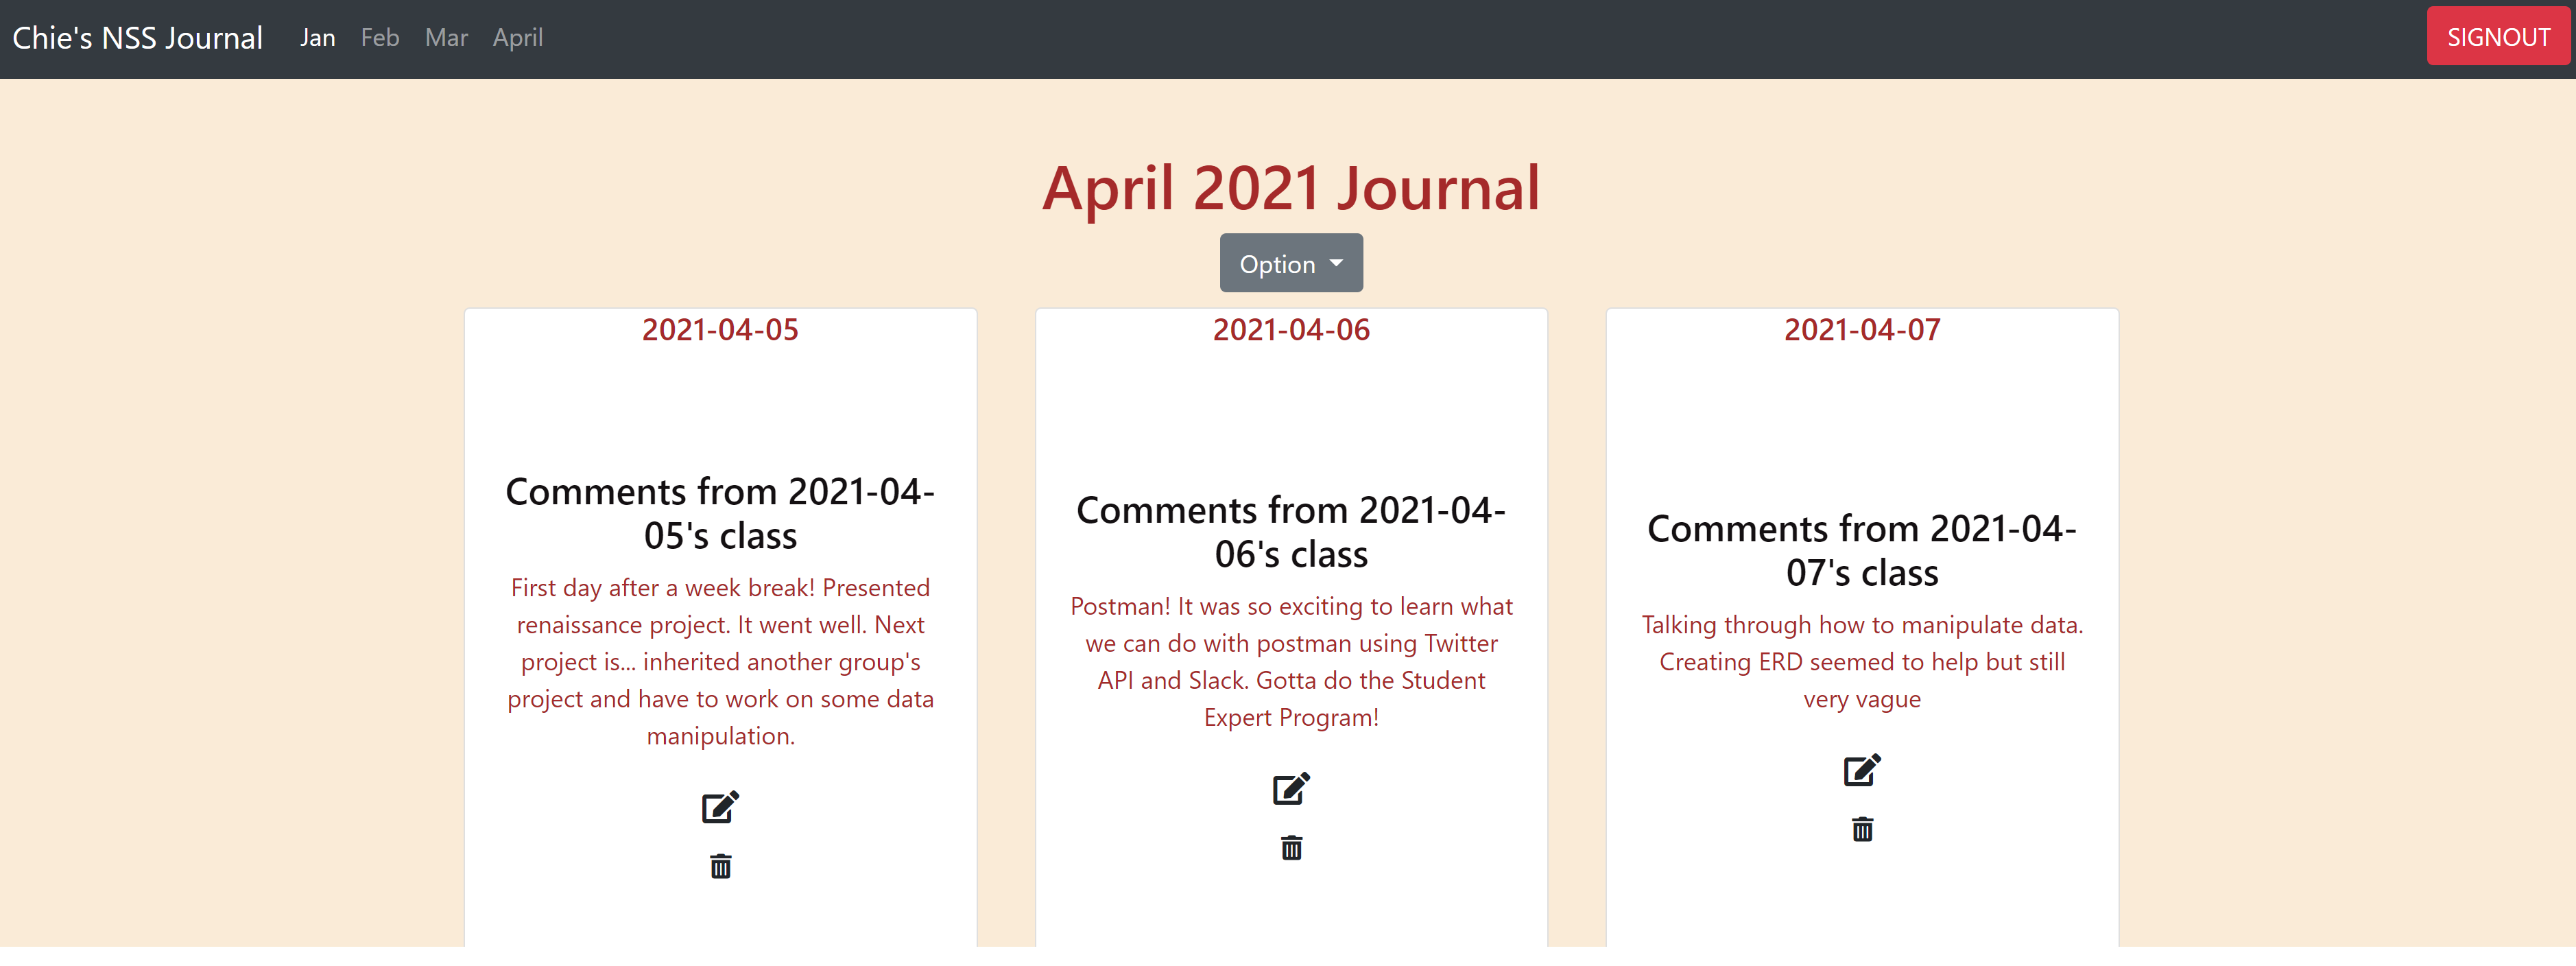 Chie's NSS Journal Jan Feb Mar April SIGNOUT
April 2021 Journal
Option
2021-04-05
Comments from 2021-04-
05's class
First day after a week break! Presented
renaissance project. It went well. Next
project is... inherited another group's
project and have to work on some data
manipulation.
2021-04-06
Comments from 2021-04-
06's class
Postman! It was so exciting to learn what
we can do with postman using Twitter
API and Slack. Gotta do the Student
Expert Program!
2021-04-07
Comments from 2021-04-
07's class
Talking through how to manipulate data.
Creating ERD seemed to help but still
very vague